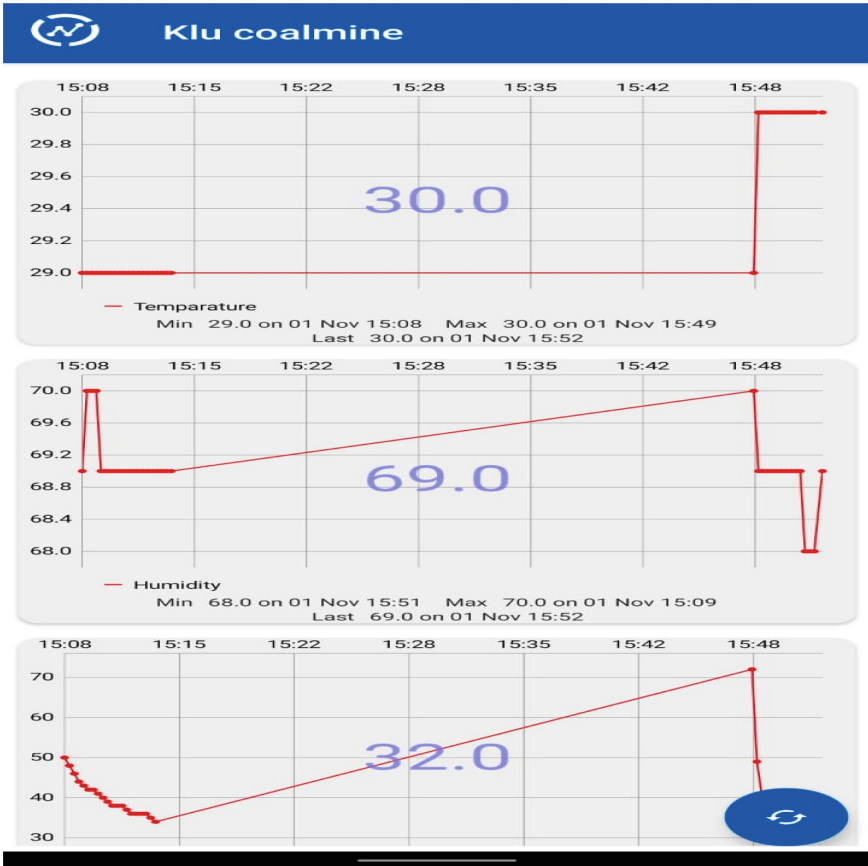 Klu coalmine
15:08 15:15 15:22 15:28 15:35 15:42 15:48
30.0
29.8
29.6
30.0
29.4
29.2
29.0
Temparature
Min 29.0 on 01 Nov 15:08 Max 30.0 on 01 Nov 15:49
Last 30.0 on 01 Nov 15:52
15:08 15:15 15:22 15:28 15:35 15:42 15:48
70.0
69.6
69.2
69.0
68.8
68.4
68.0
Humidity
Min 68.0 on 01 Nov 15:51 Max 70.0 on 01 Nov 15:09
Last 69.0 on 01 Nov 15:52
15:08 15:15 15:22 15:28 15:35 15:42 15:48
70
60
50
32.0
40
30